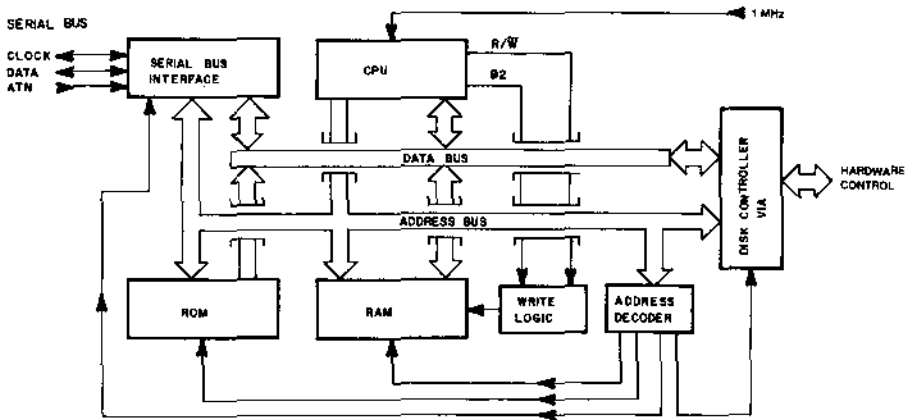 SERIAL BUS
1 MHz
CLOCK
DATA
ATN
SERIAL BUS
INTERFACE
CPU
R/W̅
Ø2
DATA BUS
ADDRESS BUS
DISK CONTROLLER
VIA
HARDWARE
CONTROL
ROM
RAM
WRITE
LOGIC
ADDRESS
DECODER